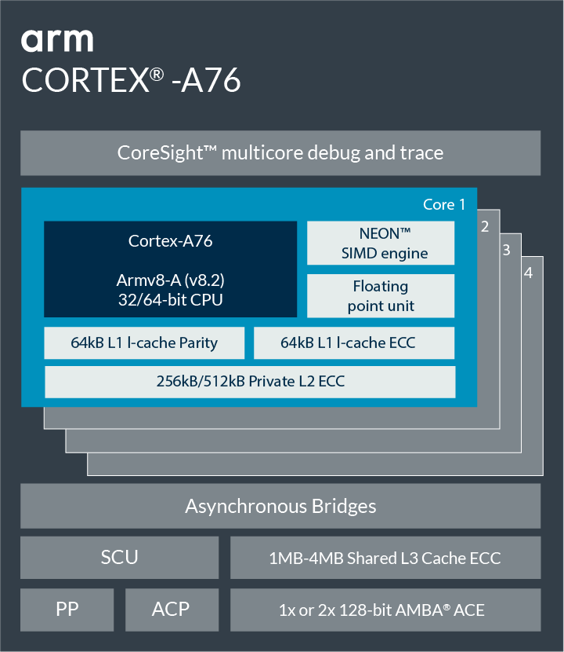 arm
CORTEX® -A76
CoreSight™ multicore debug and trace
Core 1
2
3
4
Cortex-A76
Armv8-A (v8.2)
32/64-bit CPU
NEON™
SIMD engine
Floating
point unit
64kB L1 I-cache Parity
64kB L1 I-cache ECC
256kB/512kB Private L2 ECC
Asynchronous Bridges
SCU
1MB-4MB Shared L3 Cache ECC
PP
ACP
1x or 2x 128-bit AMBA® ACE